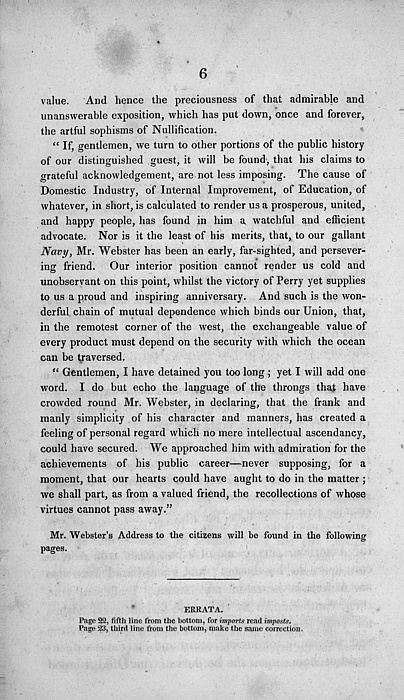 6
value. And hence the preciousness of that admirable and
unanswerable exposition, which has put down, once and forever,
the artful sophisms of Nullification.
“ If, gentlemen, we turn to other portions of the public history
of our distinguished guest, it will be found, that his claims to
grateful acknowledgement, are not less imposing. The cause of
Domestic Industry, of Internal Improvement, of Education, of
whatever, in short, is calculated to render us a prosperous, united,
and happy people, has found in him a watchful and efficient
advocate. Nor is it the least of his merits, that, to our gallant
Navy, Mr. Webster has been an early, far-sighted, and persever-
ing friend. Our interior position cannot render us cold and
unobservant on this point, whilst the victory of Perry yet supplies
to us a proud and inspiring anniversary. And such is the won-
derful chain of mutual dependence which binds our Union, that,
in the remotest corner of the west, the exchangeable value of
every product must depend on the security with which the ocean
can be traversed.
“ Gentlemen, I have detained you too long ; yet I will add one
word. I do but echo the language of the throngs that have
crowded round Mr. Webster, in declaring, that the frank and
manly simplicity of his character and manners, has created a
feeling of personal regard which no mere intellectual ascendancy,
could have secured. We approached him with admiration for the
achievements of his public career—never supposing, for a
moment, that our hearts could have aught to do in the matter ;
we shall part, as from a valued friend, the recollections of whose
virtues cannot pass away.”
Mr. Webster's Address to the citizens will be found in the following
pages.
ERRATA.
Page 22, fifth line from the bottom, for imports read imposts.
Page 23, third line from the bottom, make the same correction.